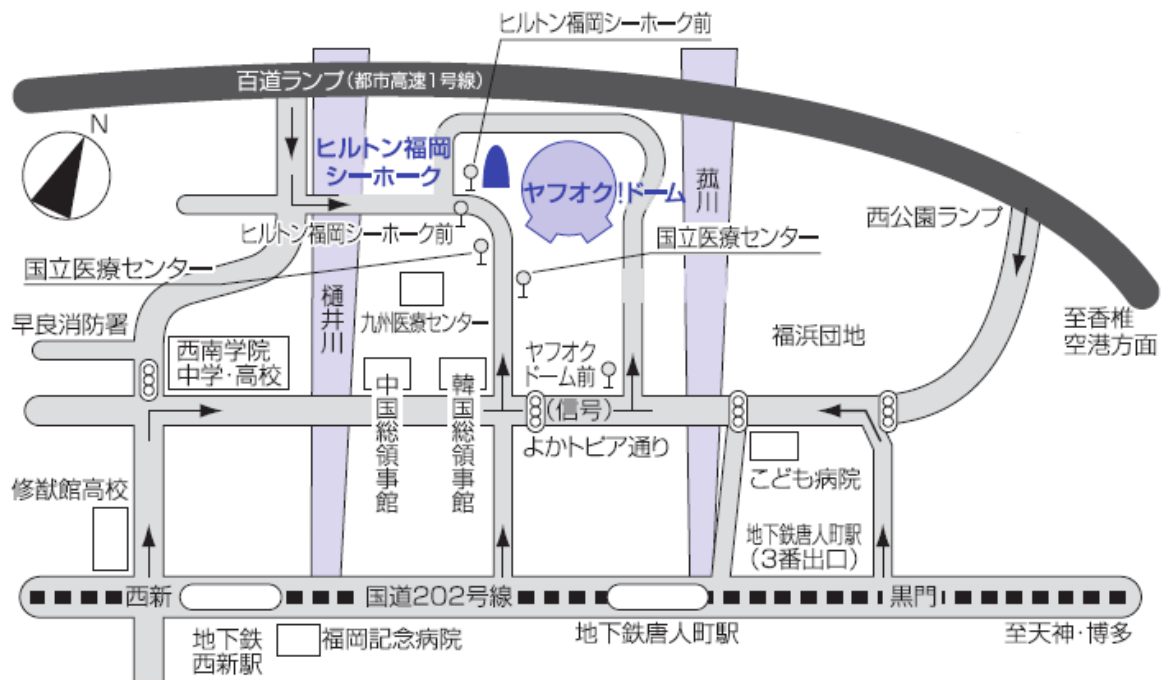 ヒルトン福岡シーホーク前
百道ランプ(都市高速1号線)
N
ヒルトン福岡
シーホーク
ヤフオク!ドーム
菰川
西公園ランプ
ヒルトン福岡シーホーク前
国立医療センター
国立医療センター
樋井川
九州医療センター
早良消防署
福浜団地
至香椎
空港方面
西南学院
中学・高校
中国総領事館
韓国総領事館
ヤフオク
ドーム前
(信号)
よかトピア通り
こども病院
修猷館高校
地下鉄唐人町駅
(3番出口)
西新
国道202号線
黒門
地下鉄
西新駅
福岡記念病院
地下鉄唐人町駅
至天神・博多